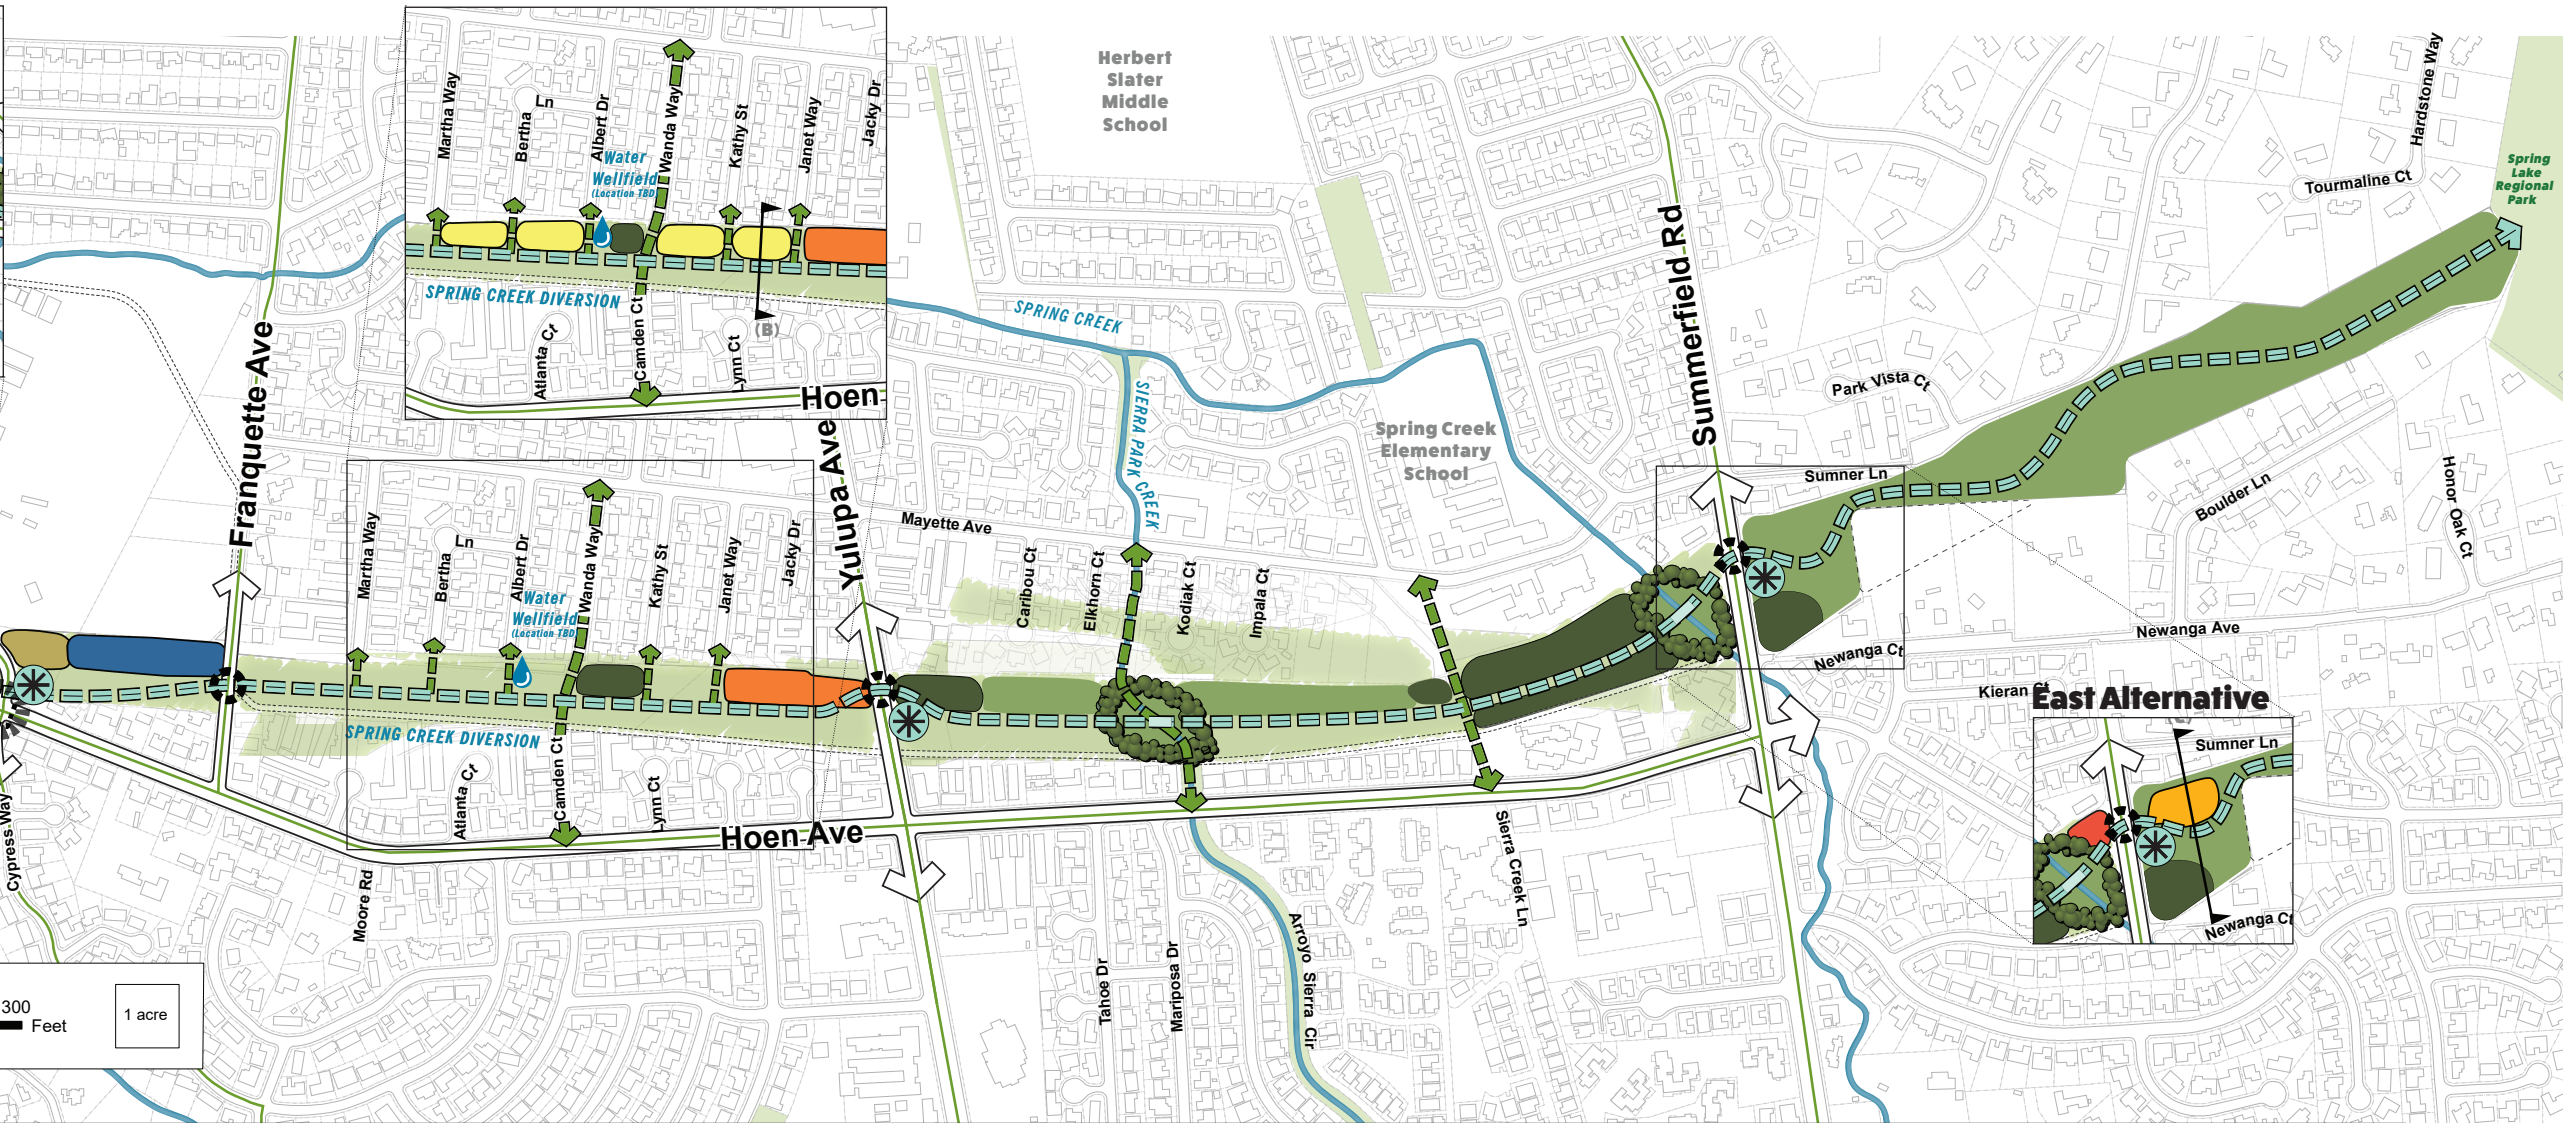 Martha Way
Bertha
Ln
Albert Dr
Water
Wellfield
(Location TBD)
Wanda Way
Kathy St
Janet Way
Jacky Dr
SPRING CREEK DIVERSION
Atlanta Ct
Camden Ct
Lynn Ct
(B)
Hoen
Herbert
Slater
Middle
School
SPRING CREEK
SIERRA PARK CREEK
Spring Creek
Elementary
School
Summerfield Rd
Hardstone Way
Tourmaline Ct
Spring
Lake
Regional
Park
Park Vista Ct
Sumner Ln
Boulder Ln
Honor Oak Ct
Newanga Ave
Newanga Ct
Kieran Ct
Franquette Ave
Martha Way
Bertha
Ln
Albert Dr
Water
Wellfield
(Location TBD)
Wanda Way
Kathy St
Janet Way
Jacky Dr
Yulupa Ave
Mayette Ave
Caribou Ct
Elkhorn Ct
Kodiak Ct
Impala Ct
SPRING CREEK DIVERSION
Atlanta Ct
Camden Ct
Lynn Ct
Hoen Ave
Cypress Way
Moore Rd
Tahoe Dr
Mariposa Dr
Arroyo Sierra Cir
Sierra Creek Ln
East Alternative
Sumner Ln
Newanga Ct
300
Feet
1 acre